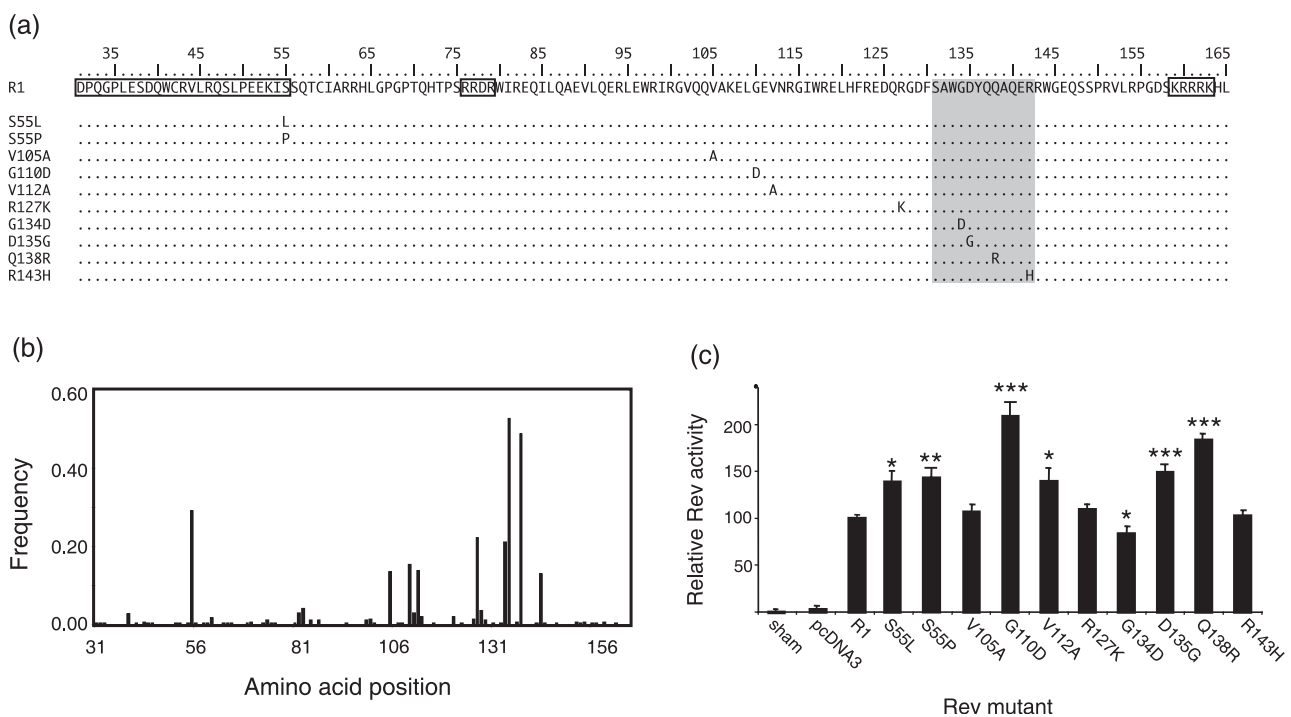 (a)
35 45 55 65 75 85 95 105 115 125 135 145 155 165
R1 DPQGPLESDQWCRVLRQSLPEEKISSQTCIARRHLGPGPTQHTPSRRDRWIREQILQAEVLQERLEWRIRGVQQVAKELGEVNRGIWRELHFREDQRGDFSAWGDYQQAQERRWGEQSSPRVLRPGDSKRRRKHL
S55L L
S55P P
V105A A
G110D D
V112A A
R127K K
G134D D
D135G G
Q138R R
R143H H
(b)
0.60
0.40
0.20
0.00
Frequency
31 56 81 106 131 156
Amino acid position
(c)
200
150
100
50
Relative Rev activity
* ** *** * * *** ***
sham pcDNA3 R1 S55L S55P V105A G110D V112A R127K G134D D135G Q138R R143H
Rev mutant